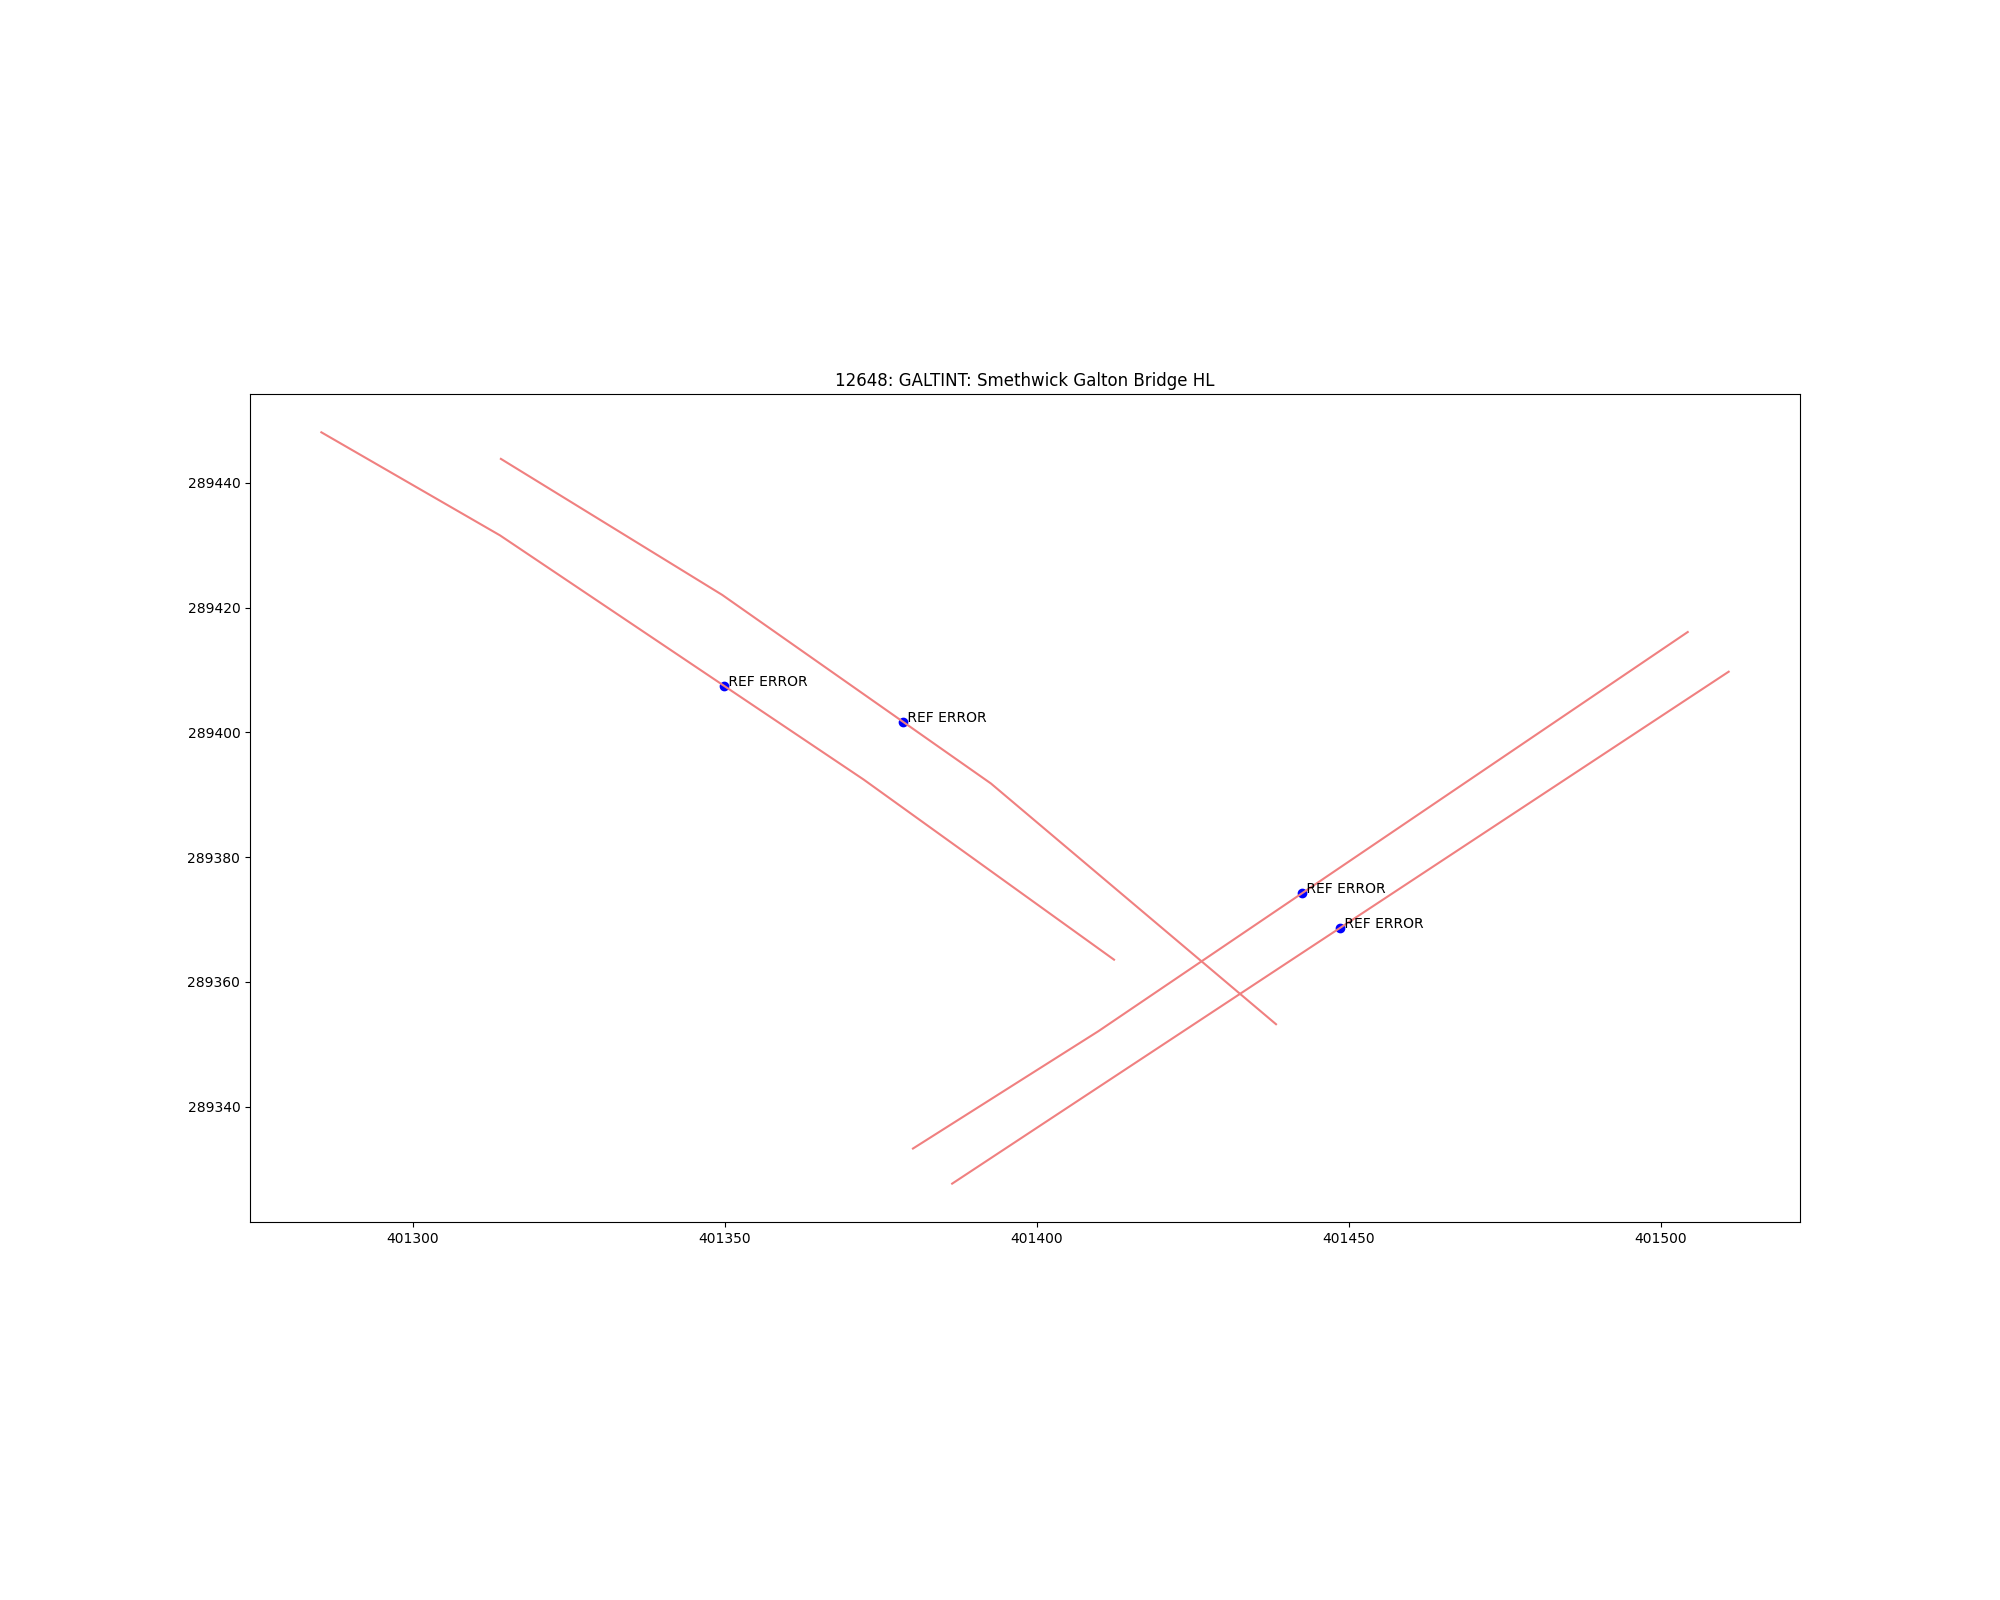 12648: GALTINT: Smethwick Galton Bridge HL
289440
289420
REF ERROR
REF ERROR
289400
REF ERROR
289380
REF ERROR
289360
289340
401300 401350 401400 401450 401500